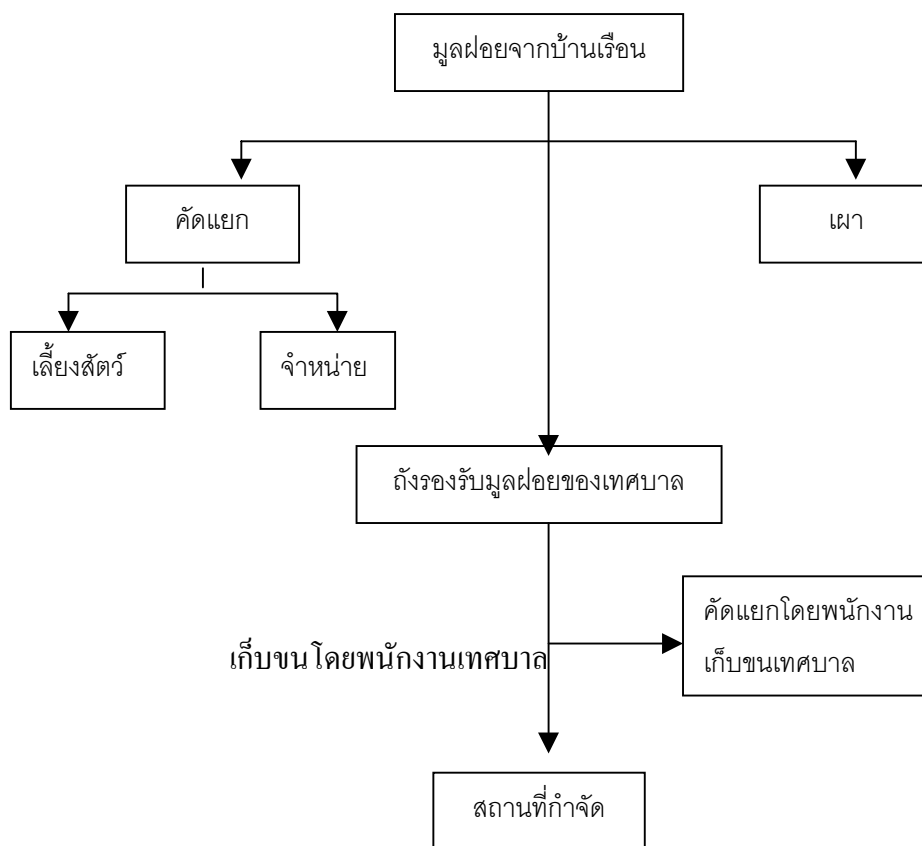 มูลฝอยจากบ้านเรือน
คัดแยก
เผา
เลี้ยงสัตว์
จำหน่าย
ถังรองรับมูลฝอยของเทศบาล
คัดแยกโดยพนักงาน
เก็บขนเทศบาล
เก็บขนโดยพนักงานเทศบาล
สถานที่กำจัด